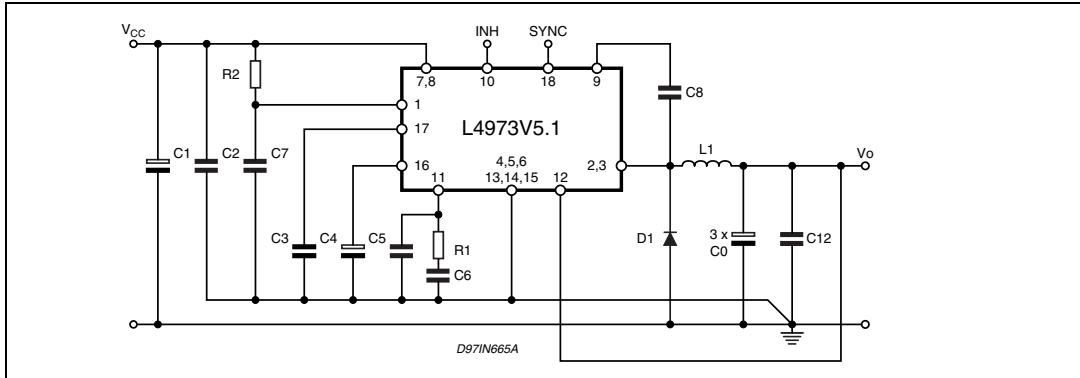 VCC
INH
SYNC
7,8
10
18
9
R2
1
C8
L4973V5.1
17
C1
C2
C7
16
4,5,6
13,14,15
11
12
2,3
L1
Vo
C3
C4
C5
R1
C6
D1
3 x
C0
C12
D97IN665A